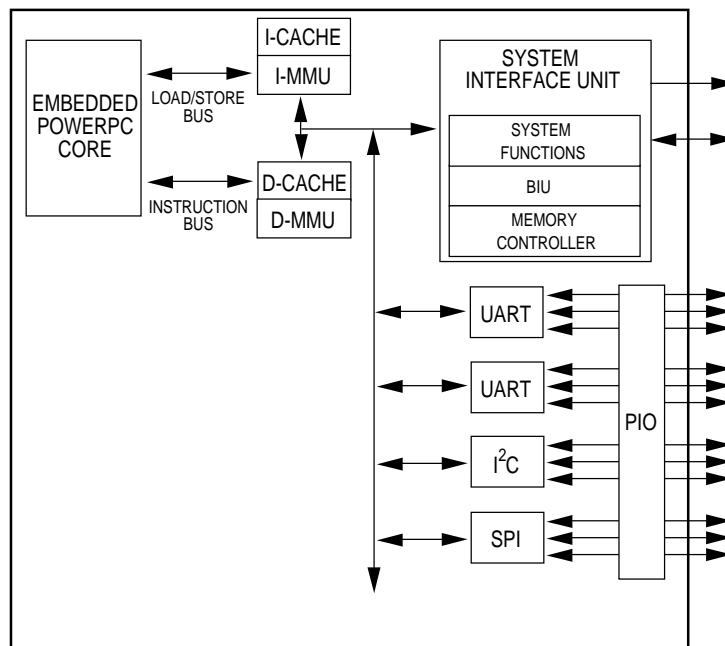 I-CACHE
I-MMU
EMBEDDED
POWERPC
CORE
LOAD/STORE
BUS
D-CACHE
D-MMU
INSTRUCTION
BUS
SYSTEM
INTERFACE UNIT
SYSTEM
FUNCTIONS
BIU
MEMORY
CONTROLLER
UART
UART
I²C
SPI
PIO